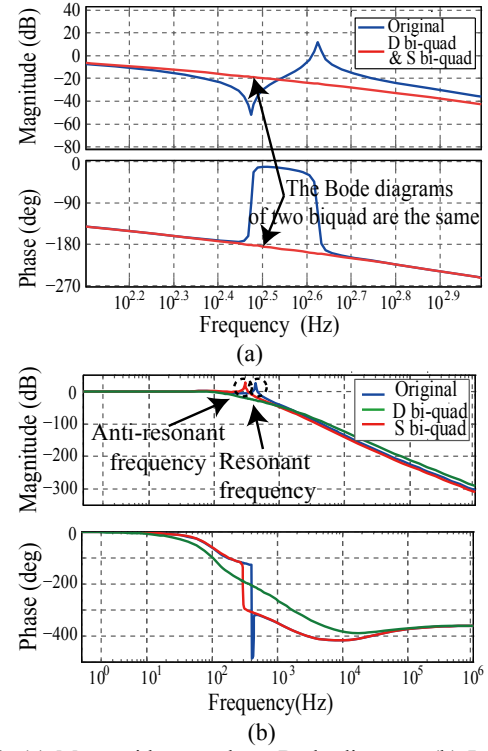 40
20
0
−20
−40
−60
−80
Magnitude (dB)
Original
D bi-quad
& S bi-quad
0
−90
−180
−270
Phase (deg)
The Bode diagrams
of two biquad are the same
10^2.2 10^2.3 10^2.4 10^2.5 10^2.6 10^2.7 10^2.8 10^2.9
Frequency (Hz)
(a)
0
−100
−200
−300
Magnitude (dB)
Original
D bi-quad
S bi-quad
Anti-resonant
frequency
Resonant
frequency
0
−200
−400
Phase (deg)
10^0 10^1 10^2 10^3 10^4 10^5 10^6
Frequency(Hz)
(b)